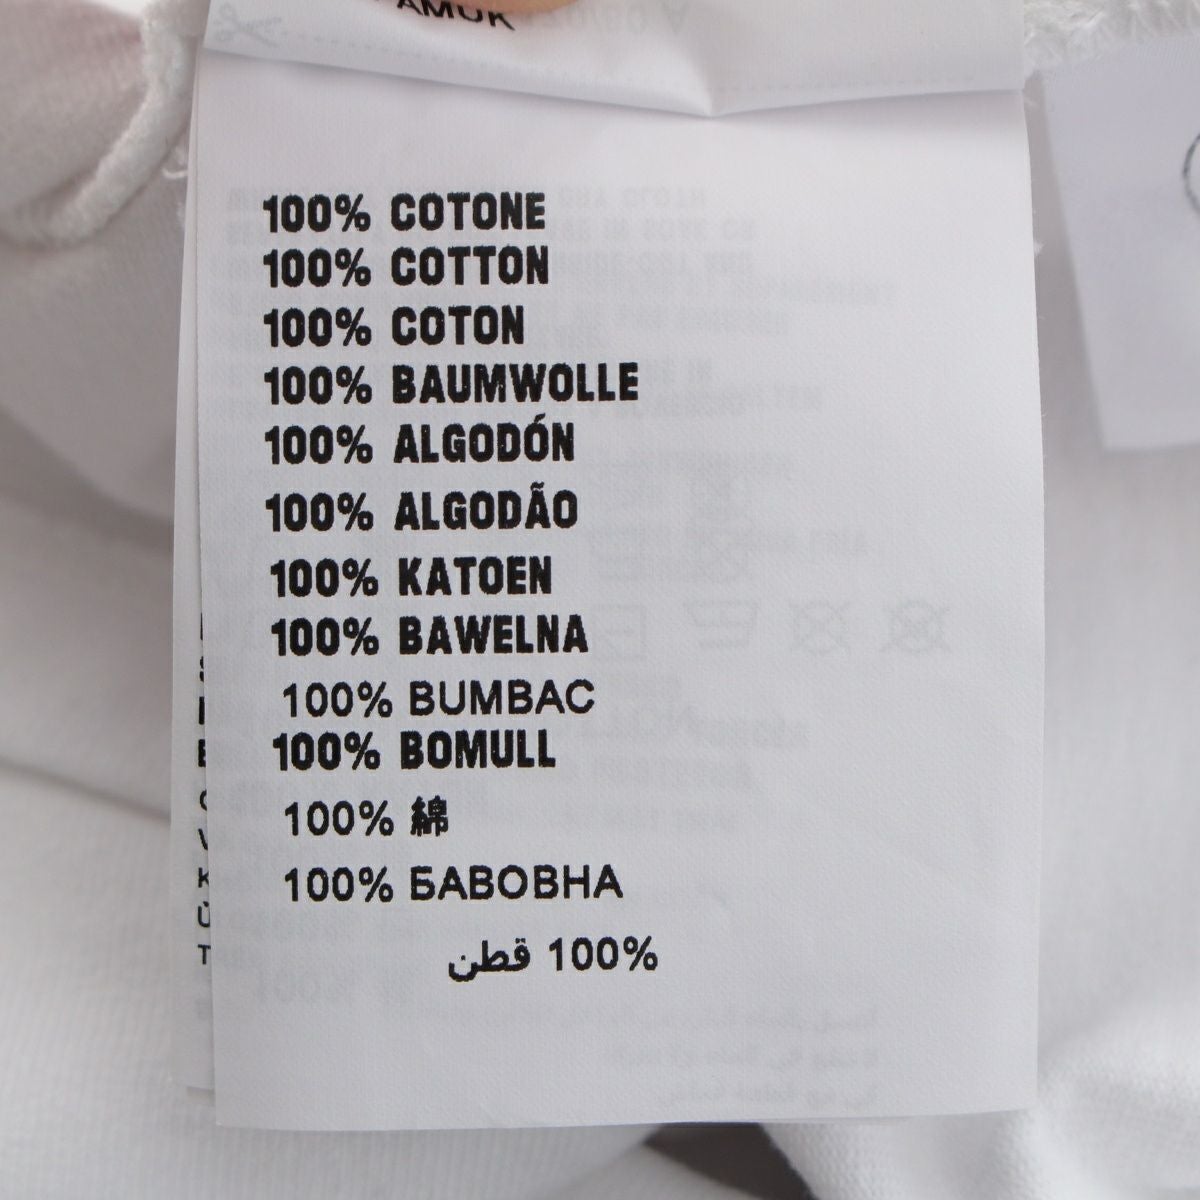 PAMUK
100% COTONE
100% COTTON
100% COTON
100% BAUMWOLLE
100% ALGODÓN
100% ALGODÃO
100% KATOEN
100% BAWELNA
100% BUMBAC
100% BOMULL
100% 綿
100% БАВОВНА
100% قطن